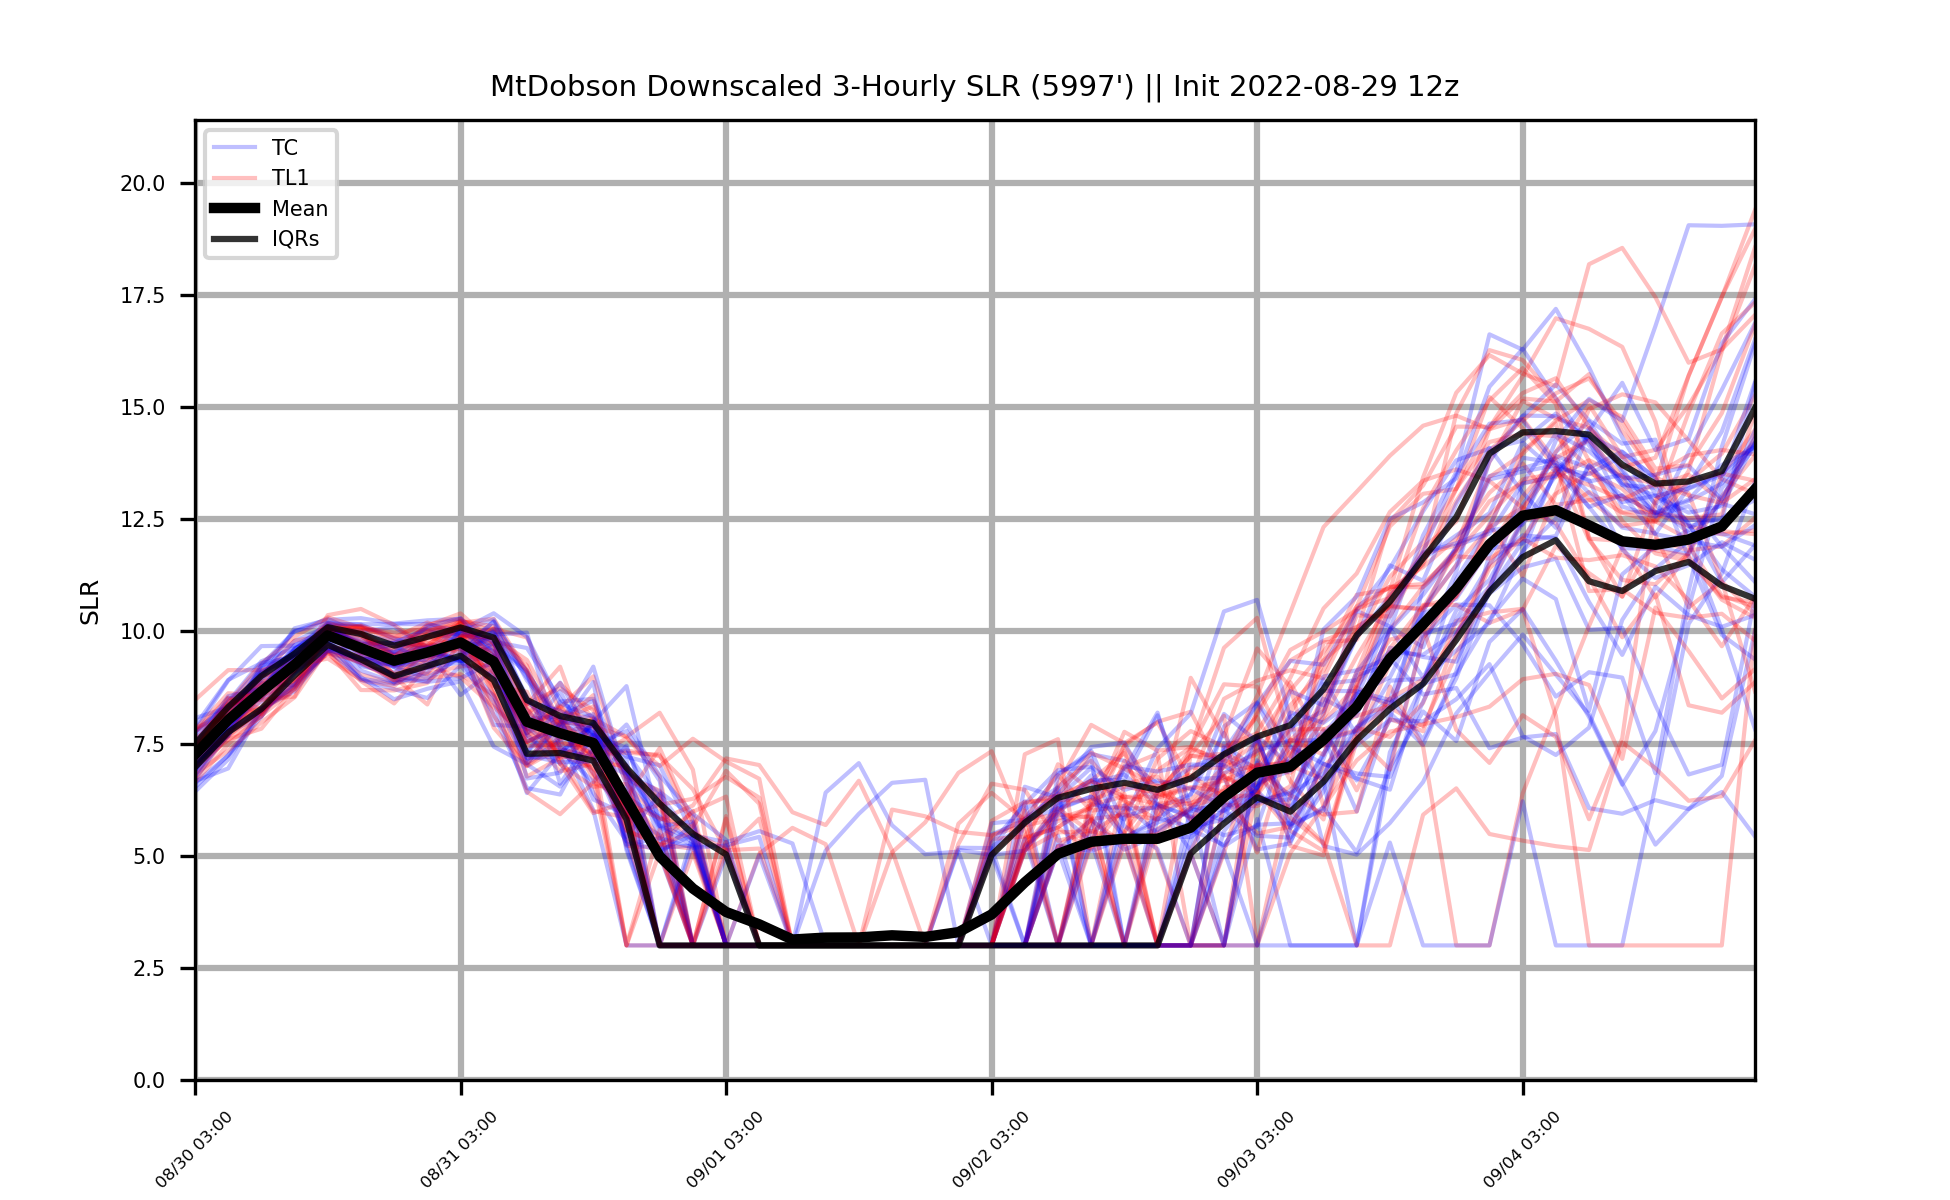 MtDobson Downscaled 3-Hourly SLR (5997') || Init 2022-08-29 12z
TC
TL1
Mean
IQRs
SLR
20.0
17.5
15.0
12.5
10.0
7.5
5.0
2.5
0.0
08/30 03:00
08/31 03:00
09/01 03:00
09/02 03:00
09/03 03:00
09/04 03:00